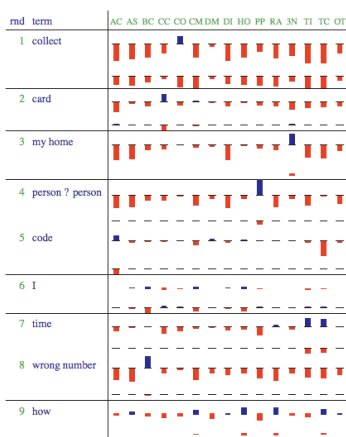 rnd term AC AS BC CC CO CM DM DI HO PP RA 3N TI TC OT
1 collect
2 card
3 my home
4 person ? person
5 code
6 I
7 time
8 wrong number
9 how